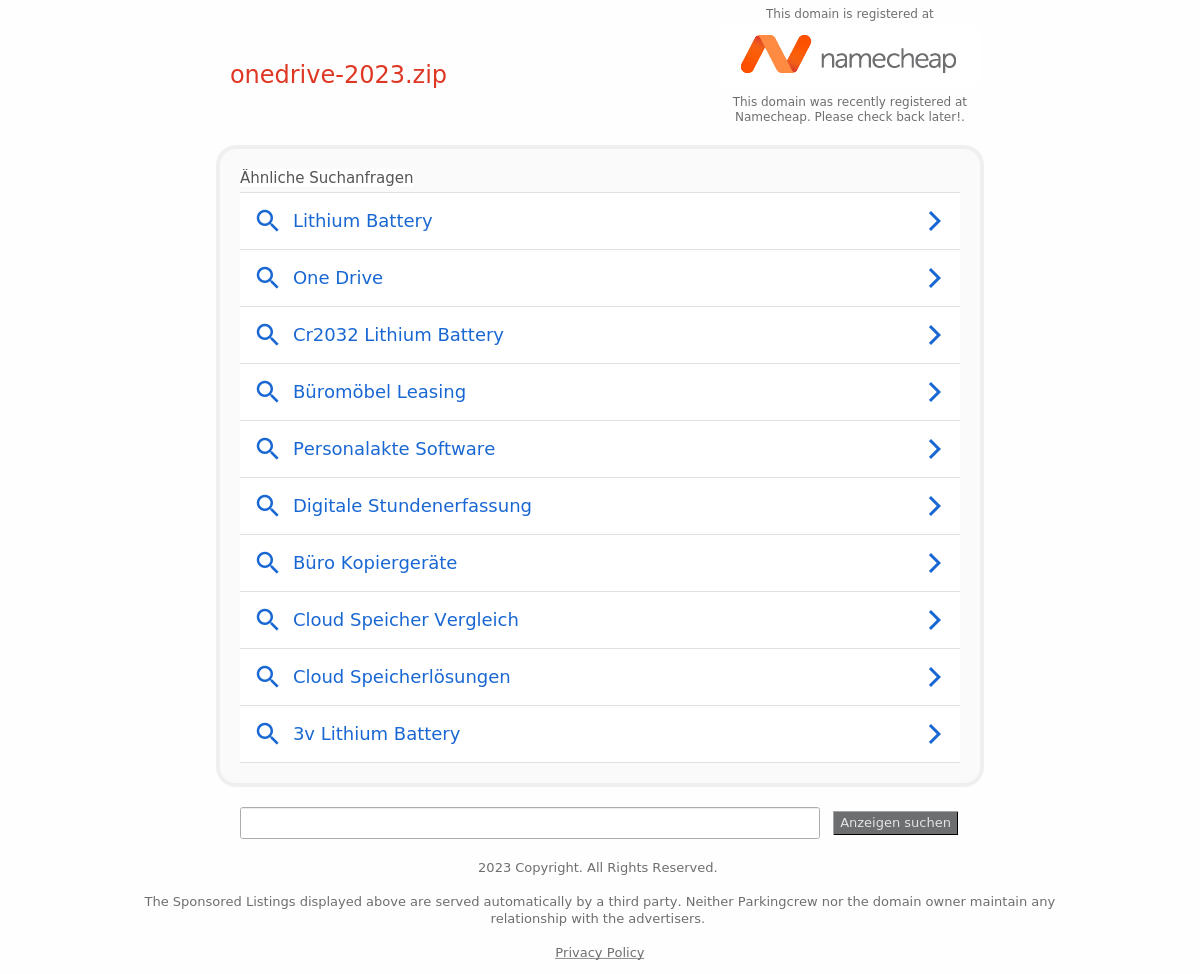 This domain is registered at
namecheap
onedrive-2023.zip
This domain was recently registered at
Namecheap. Please check back later!.
Ähnliche Suchanfragen
Lithium Battery
One Drive
Cr2032 Lithium Battery
Büromöbel Leasing
Personalakte Software
Digitale Stundenerfassung
Büro Kopiergeräte
Cloud Speicher Vergleich
Cloud Speicherlösungen
3v Lithium Battery
Anzeigen suchen
2023 Copyright. All Rights Reserved.
The Sponsored Listings displayed above are served automatically by a third party. Neither Parkingcrew nor the domain owner maintain any
relationship with the advertisers.
Privacy Policy